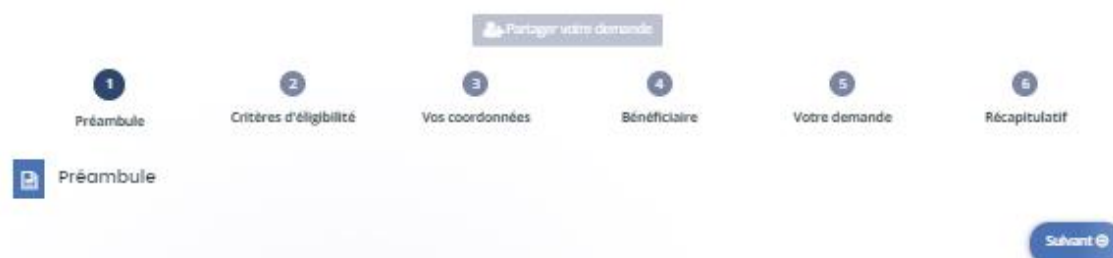 Partager votre demande
1 2 3 4 5 6
Préambule Critères d'éligibilité Vos coordonnées Bénéficiaire Votre demande Récapitulatif
Préambule
Suivant